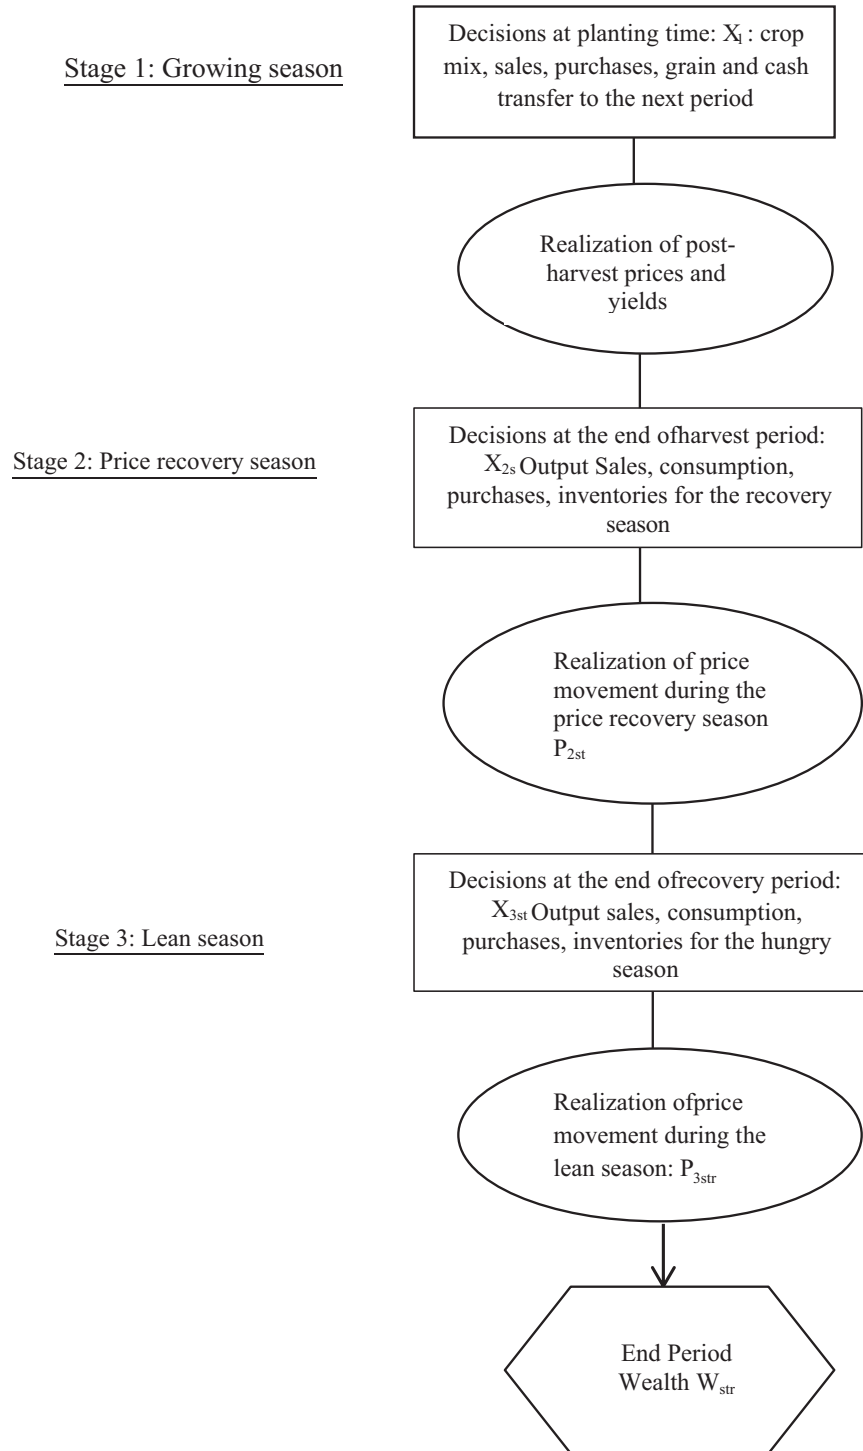 Stage 1: Growing season
Decisions at planting time: X₁ : crop
mix, sales, purchases, grain and cash
transfer to the next period
Realization of post-
harvest prices and
yields
Stage 2: Price recovery season
Decisions at the end ofharvest period:
X₂ₛ Output Sales, consumption,
purchases, inventories for the recovery
season
Realization of price
movement during the
price recovery season
P₂ₛₜ
Stage 3: Lean season
Decisions at the end ofrecovery period:
X₃ₛₜ Output sales, consumption,
purchases, inventories for the hungry
season
Realization ofprice
movement during the
lean season: P₃ₛₜᵣ
End Period
Wealth Wₛₜᵣ